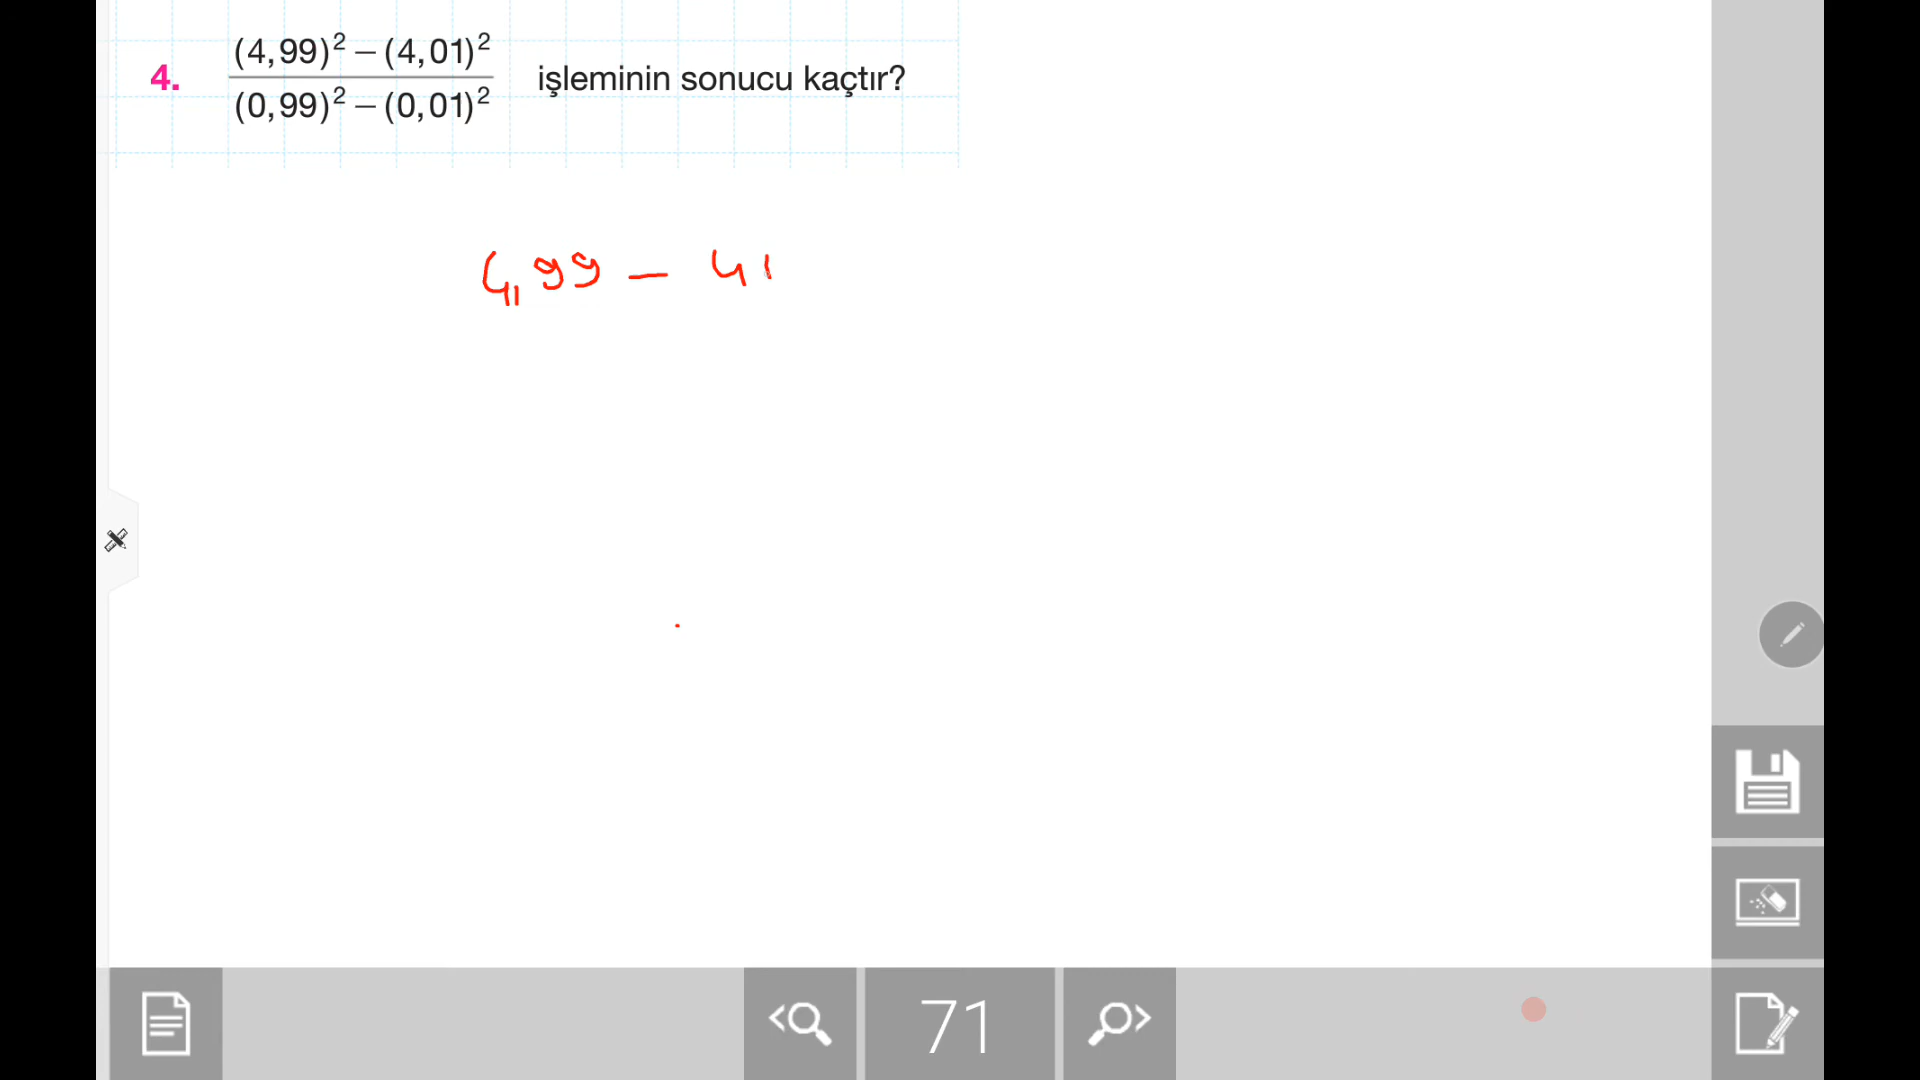 4. (4,99)² – (4,01)² / (0,99)² – (0,01)² işleminin sonucu kaçtır?
4,99 – 4,
71